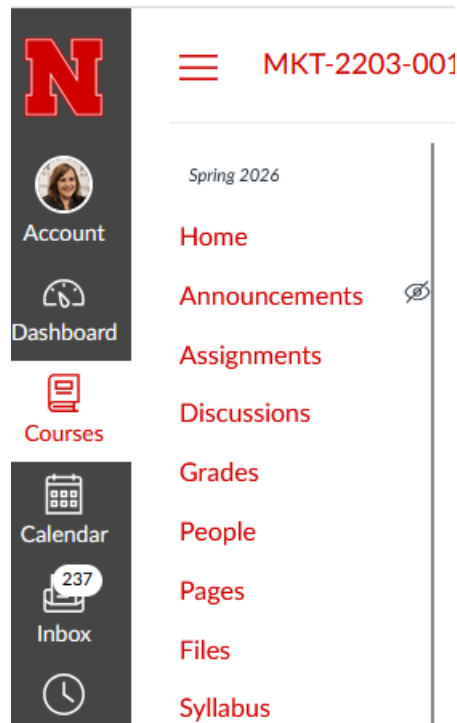 N
MKT-2203-001
Account
Dashboard
Courses
Calendar
237
Inbox
Spring 2026
Home
Announcements
Assignments
Discussions
Grades
People
Pages
Files
Syllabus